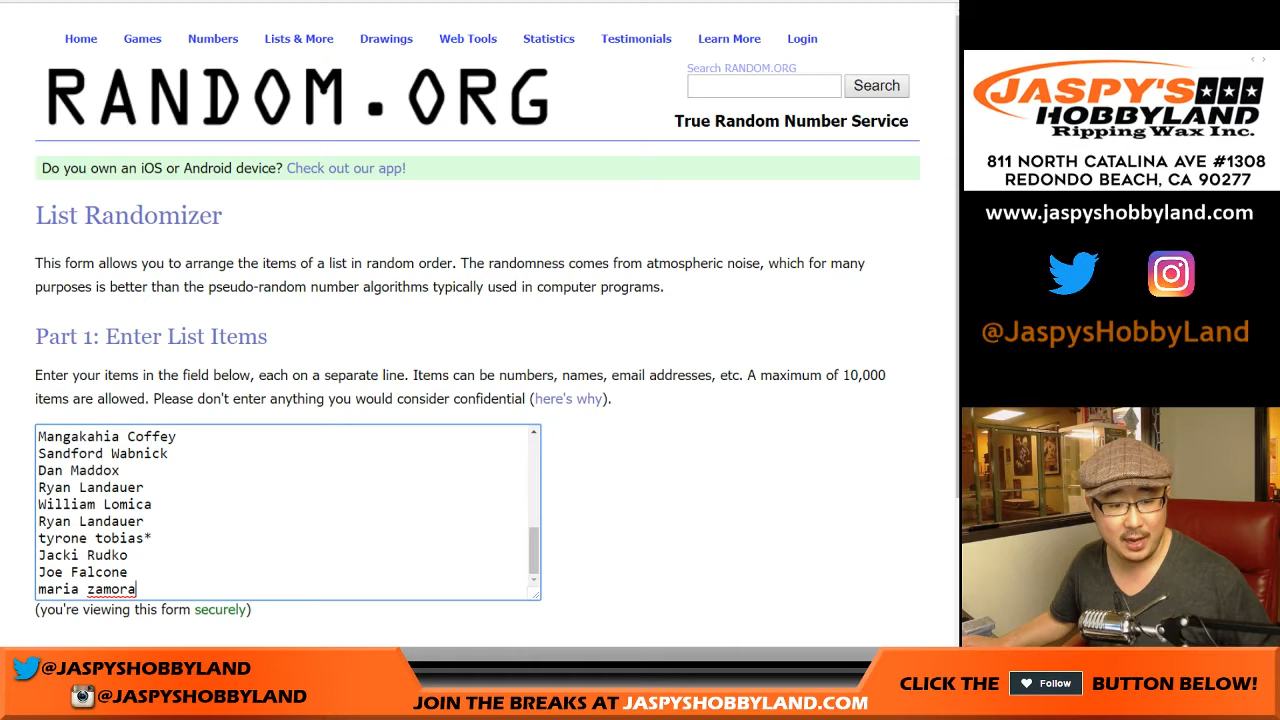 Home Games Numbers Lists & More Drawings Web Tools Statistics Testimonials Learn More Login
RANDOM.ORG
Search RANDOM.ORG
Search
True Random Number Service
Do you own an iOS or Android device? Check out our app!
List Randomizer
This form allows you to arrange the items of a list in random order. The randomness comes from atmospheric noise, which for many
purposes is better than the pseudo-random number algorithms typically used in computer programs.
Part 1: Enter List Items
Enter your items in the field below, each on a separate line. Items can be numbers, names, email addresses, etc. A maximum of 10,000
items are allowed. Please don't enter anything you would consider confidential (here's why).
Mangakahia Coffey
Sandford Wabnick
Dan Maddox
Ryan Landauer
William Lomica
Ryan Landauer
tyrone tobias*
Jacki Rudko
Joe Falcone
maria zamora
(you're viewing this form securely)
JASPY'S
HOBBYLAND
Ripping Wax Inc.
811 NORTH CATALINA AVE #1308
REDONDO BEACH, CA 90277
www.jaspyshobbyland.com
@JaspysHobbyLand
@JASPYSHOBBYLAND
@JASPYSHOBBYLAND
JOIN THE BREAKS AT JASPYSHOBBYLAND.COM
CLICK THE Follow BUTTON BELOW!